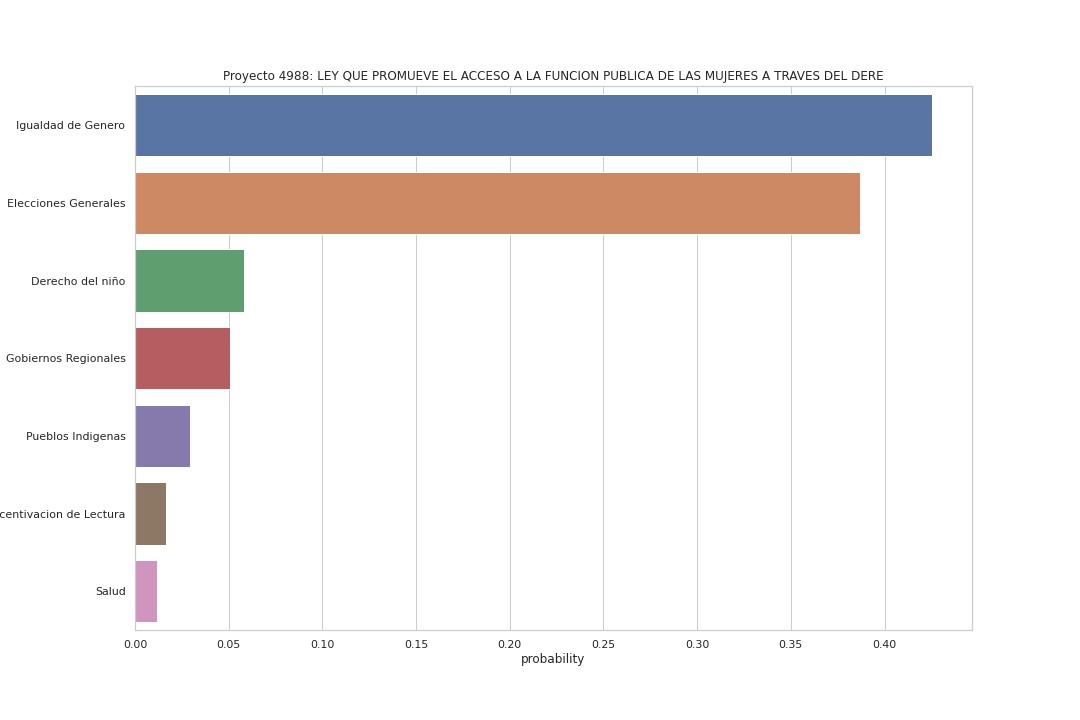 Proyecto 4988: LEY QUE PROMUEVE EL ACCESO A LA FUNCION PUBLICA DE LAS MUJERES A TRAVES DEL DERE
Igualdad de Genero
Elecciones Generales
Derecho del niño
Gobiernos Regionales
Pueblos Indigenas
centivacion de Lectura
Salud
0.00 0.05 0.10 0.15 0.20 0.25 0.30 0.35 0.40
probability